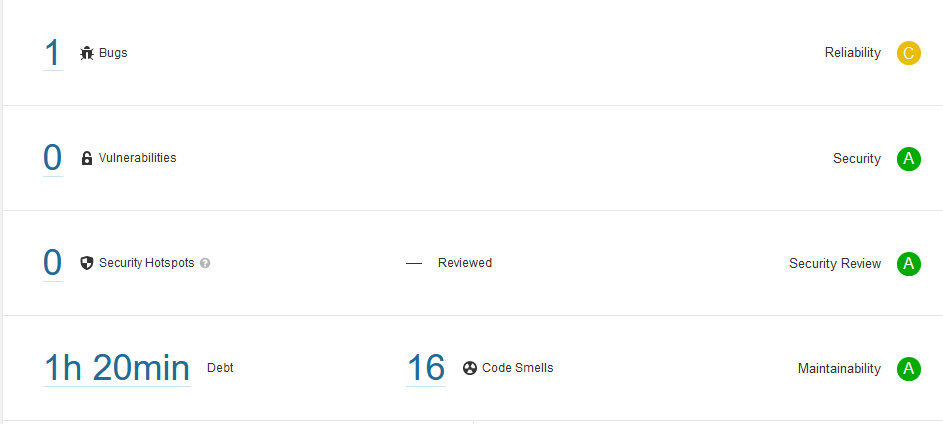 1 Bugs Reliability C
0 Vulnerabilities Security A
0 Security Hotspots ? — Reviewed Security Review A
1h 20min Debt 16 Code Smells Maintainability A